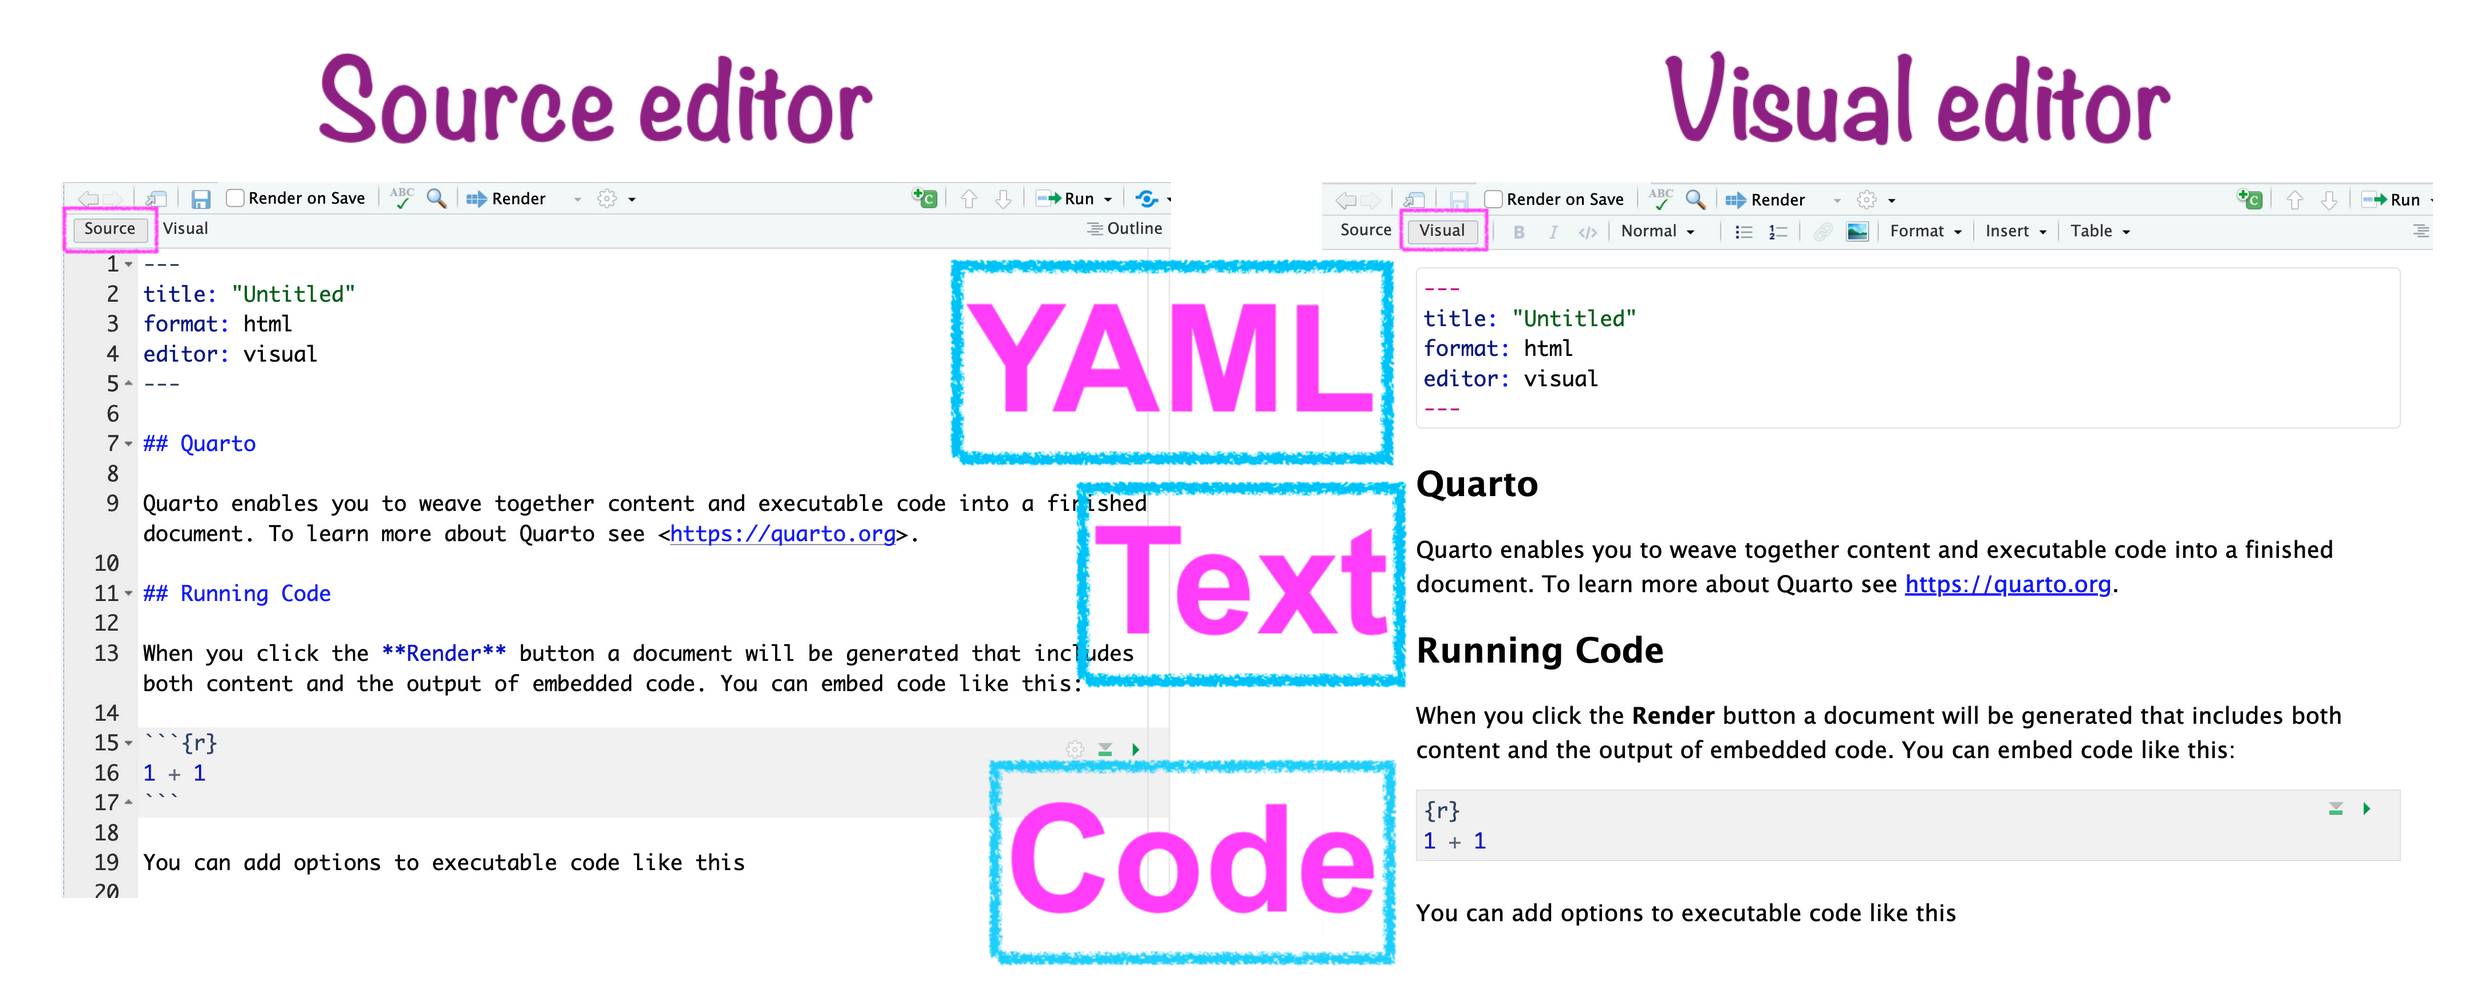 Source editor
Visual editor
Render on Save ABC Render Run
Source Visual Outline
1 ---
2 title: "Untitled"
3 format: html
4 editor: visual
5 ---
6
7 ## Quarto
8
9 Quarto enables you to weave together content and executable code into a finished
document. To learn more about Quarto see <https://quarto.org>.
10
11 ## Running Code
12
13 When you click the **Render** button a document will be generated that includes
both content and the output of embedded code. You can embed code like this:
14
15 ```{r}
16 1 + 1
17 ```
18
19 You can add options to executable code like this
20
YAML
Text
Code
Render on Save ABC Render Run
Source Visual B I </> Normal Format Insert Table
---
title: "Untitled"
format: html
editor: visual
---
Quarto
Quarto enables you to weave together content and executable code into a finished
document. To learn more about Quarto see https://quarto.org.
Running Code
When you click the Render button a document will be generated that includes both
content and the output of embedded code. You can embed code like this:
{r}
1 + 1
You can add options to executable code like this